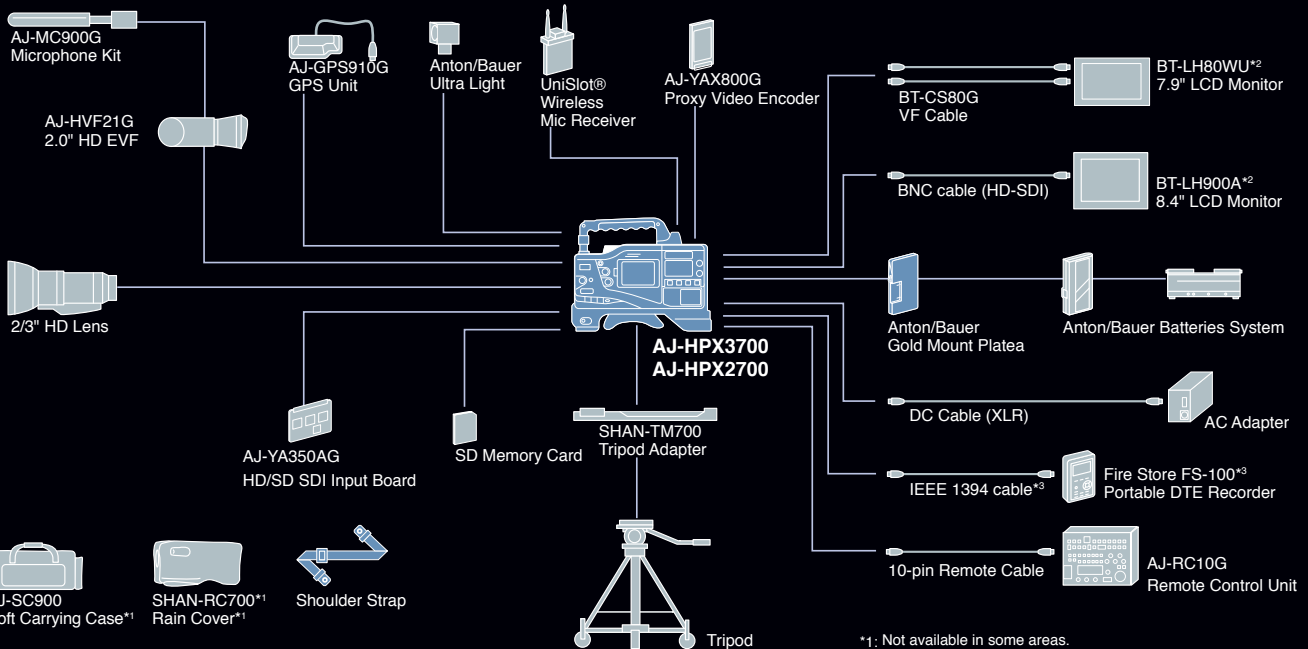 AJ-MC900G
Microphone Kit
AJ-GPS910G
GPS Unit
Anton/Bauer
Ultra Light
UniSlot®
Wireless
Mic Receiver
AJ-YAX800G
Proxy Video Encoder
BT-CS80G
VF Cable
BT-LH80WU*2
7.9" LCD Monitor
AJ-HVF21G
2.0" HD EVF
BNC cable (HD-SDI)
BT-LH900A*2
8.4" LCD Monitor
2/3" HD Lens
AJ-HPX3700
AJ-HPX2700
Anton/Bauer
Gold Mount Platea
Anton/Bauer Batteries System
DC Cable (XLR)
AC Adapter
AJ-YA350AG
HD/SD SDI Input Board
SD Memory Card
SHAN-TM700
Tripod Adapter
IEEE 1394 cable*3
Fire Store FS-100*3
Portable DTE Recorder
10-pin Remote Cable
AJ-RC10G
Remote Control Unit
J-SC900
oft Carrying Case*1
SHAN-RC700*1
Rain Cover*1
Shoulder Strap
Tripod
*1: Not available in some areas.